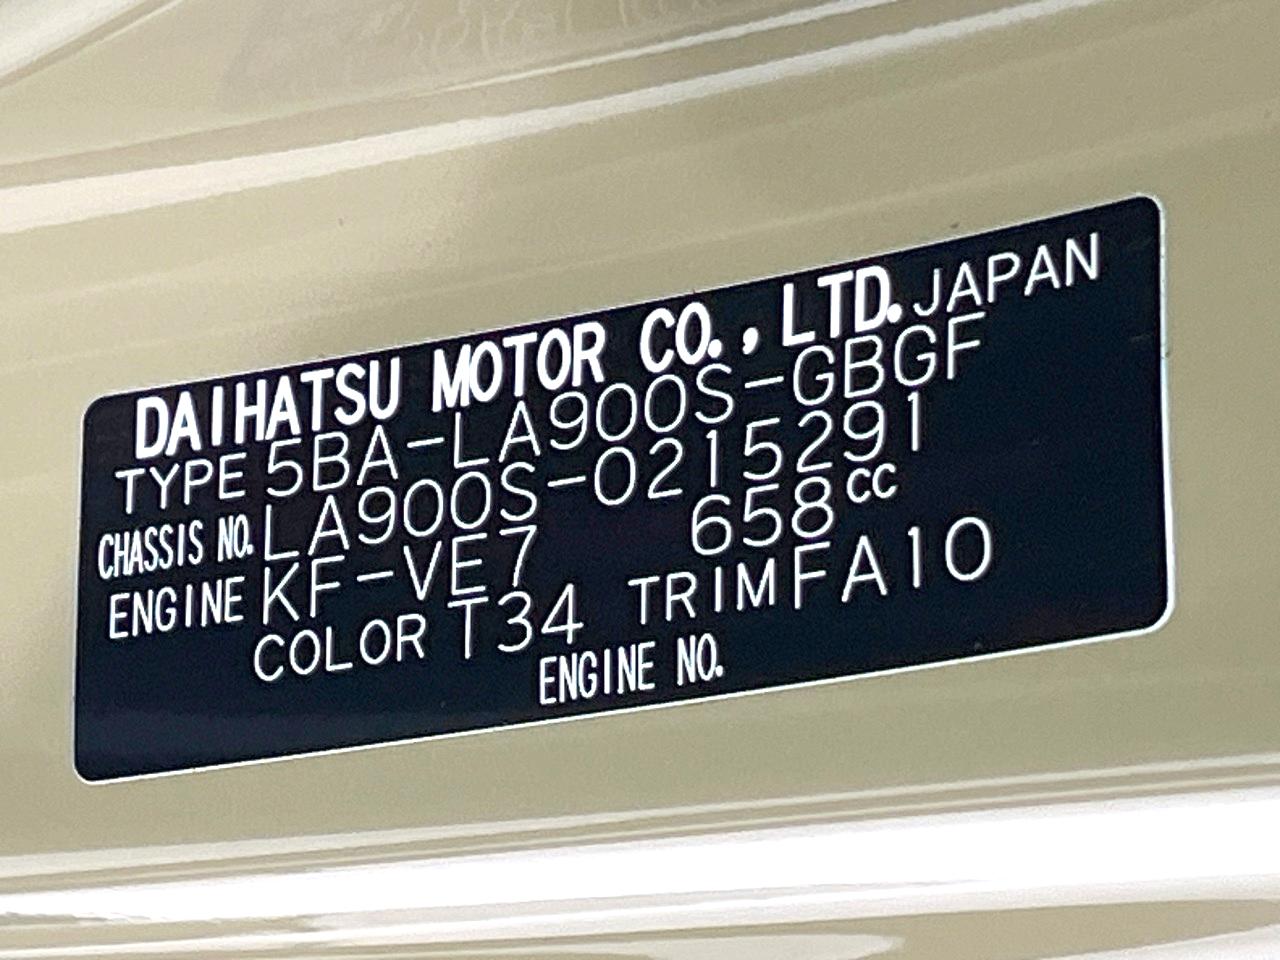 DAIHATSU MOTOR CO., LTD. JAPAN
TYPE 5BA-LA900S-GBGF
CHASSIS NO. LA900S-0215291
ENGINE KF-VE7 658cc
COLOR T34 TRIM FA10
ENGINE NO.